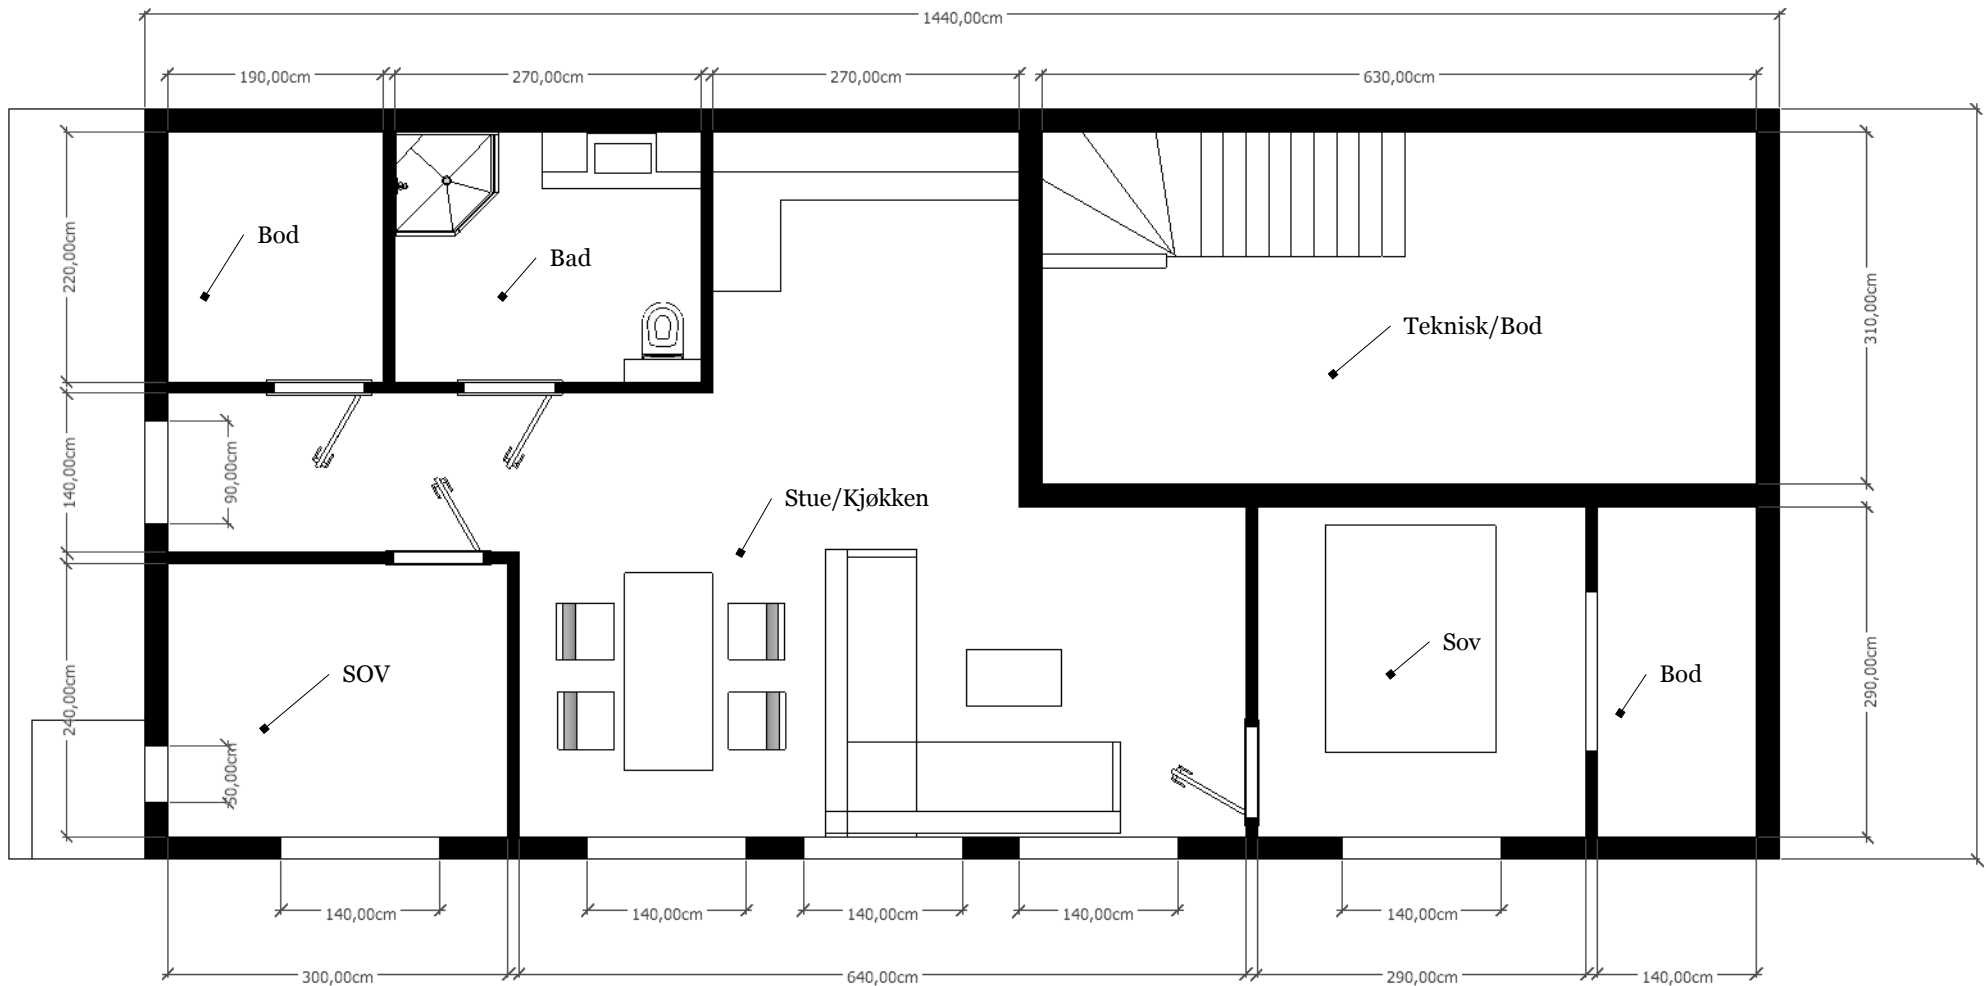 1440,00cm
190,00cm
270,00cm
270,00cm
630,00cm
220,00cm
Bod
Bad
Teknisk/Bod
310,00cm
140,00cm
90,00cm
Stue/Kjøkken
240,00cm
SOV
50,00cm
Sov
Bod
290,00cm
140,00cm
140,00cm
140,00cm
140,00cm
140,00cm
300,00cm
640,00cm
290,00cm
140,00cm